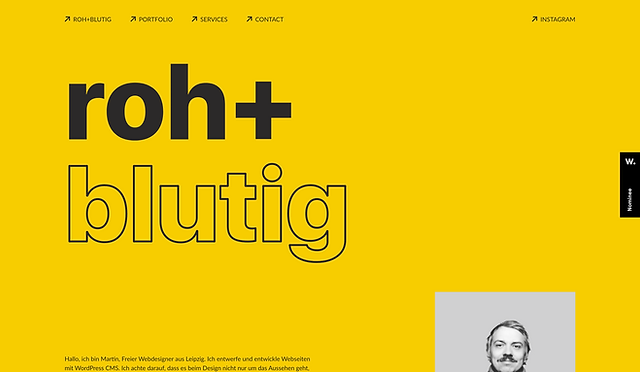 ROH+BLUTIG PORTFOLIO SERVICES CONTACT INSTAGRAM
roh+
blutig
W.
Nominee
Hallo, ich bin Martin, Freier Webdesigner aus Leipzig. Ich entwerfe und entwickle Webseiten
mit WordPress CMS. Ich achte darauf, dass es beim Design nicht nur um das Aussehen geht,